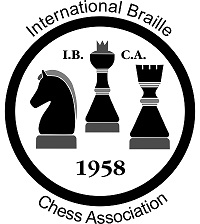 International Braille
I.B. C.A.
1958
Chess Association